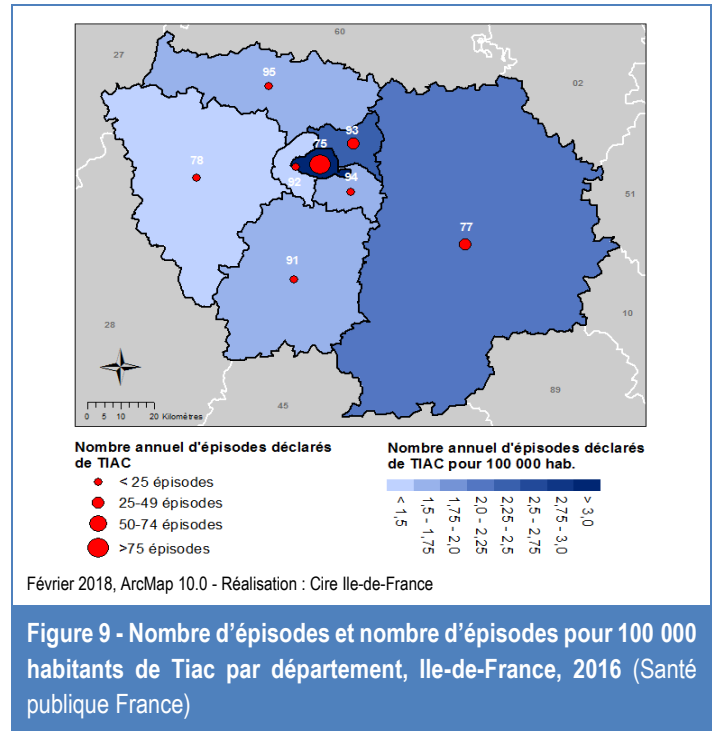 60
27
95
02
93
75
78
94
92
51
77
91
10
28
89
45
0 5 10 20 Kilomètres
Nombre annuel d'épisodes déclarés
de TIAC
< 25 épisodes
25-49 épisodes
50-74 épisodes
>75 épisodes
Nombre annuel d'épisodes déclarés
de TIAC pour 100 000 hab.
< 1,5
1,5 - 1,75
1,75 - 2,0
2,0 - 2,25
2,25 - 2,5
2,5 - 2,75
2,75 - 3,0
> 3,0
Février 2018, ArcMap 10.0 - Réalisation : Cire Ile-de-France
Figure 9 - Nombre d’épisodes et nombre d’épisodes pour 100 000
habitants de Tiac par département, Ile-de-France, 2016 (Santé
publique France)